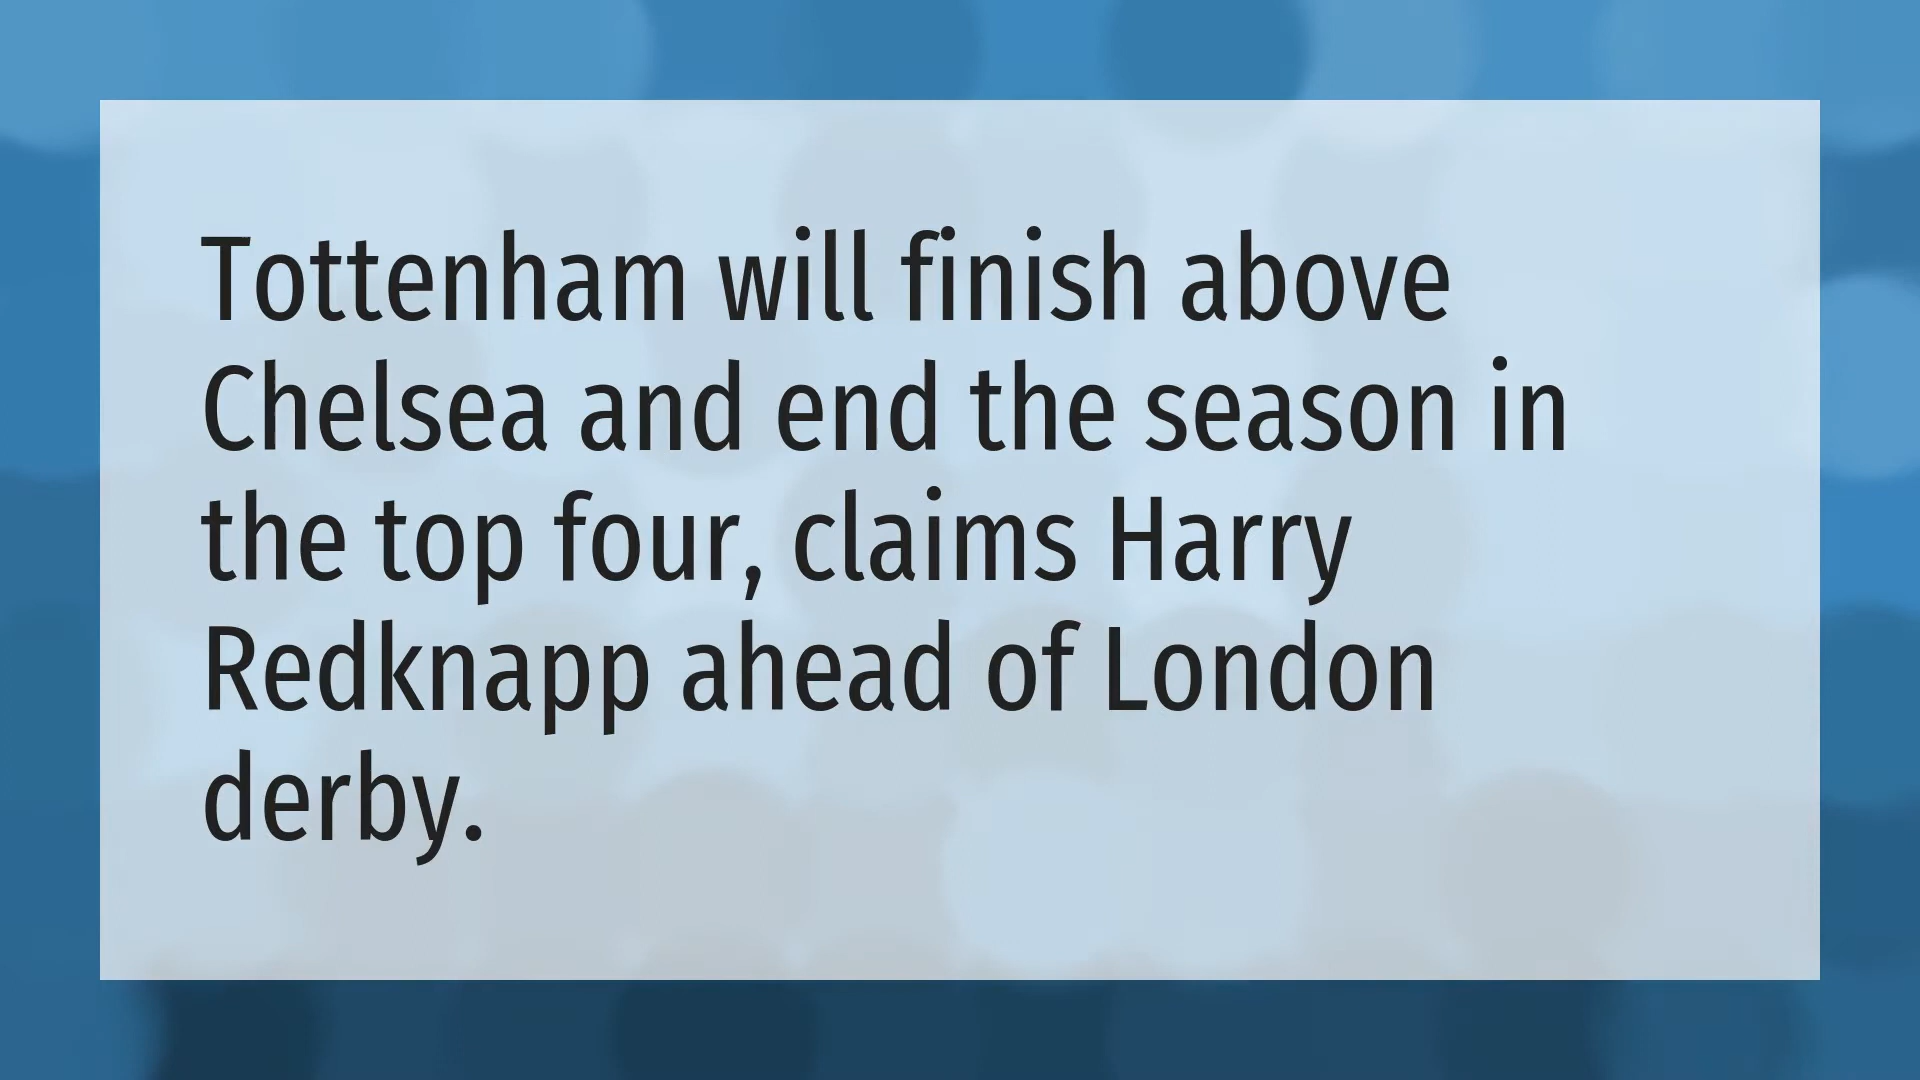 Tottenham will finish above
Chelsea and end the season in
the top four, claims Harry
Redknapp ahead of London
derby.